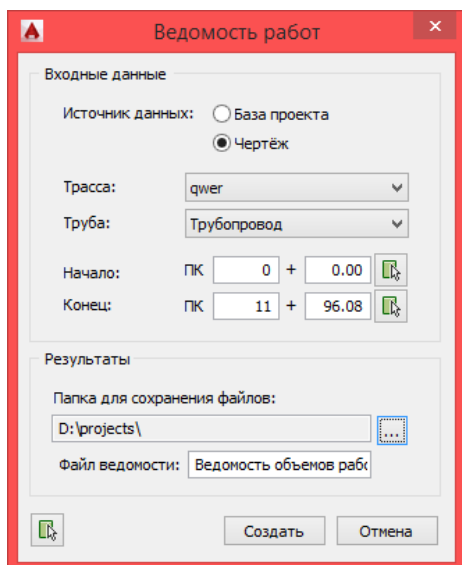 Ведомость работ
Входные данные
Источник данных: База проекта
Чертёж
Трасса: qwer
Труба: Трубопровод
Начало: ПК 0 + 0.00
Конец: ПК 11 + 96.08
Результаты
Папка для сохранения файлов:
D:\projects\ ...
Файл ведомости: Ведомость объемов рабо
Создать Отмена